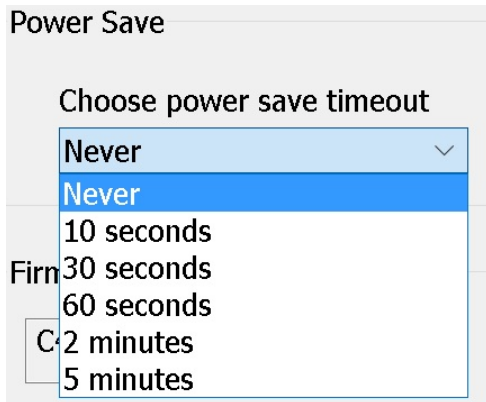 Power Save
Choose power save timeout
Never
Never
10 seconds
30 seconds
60 seconds
2 minutes
5 minutes